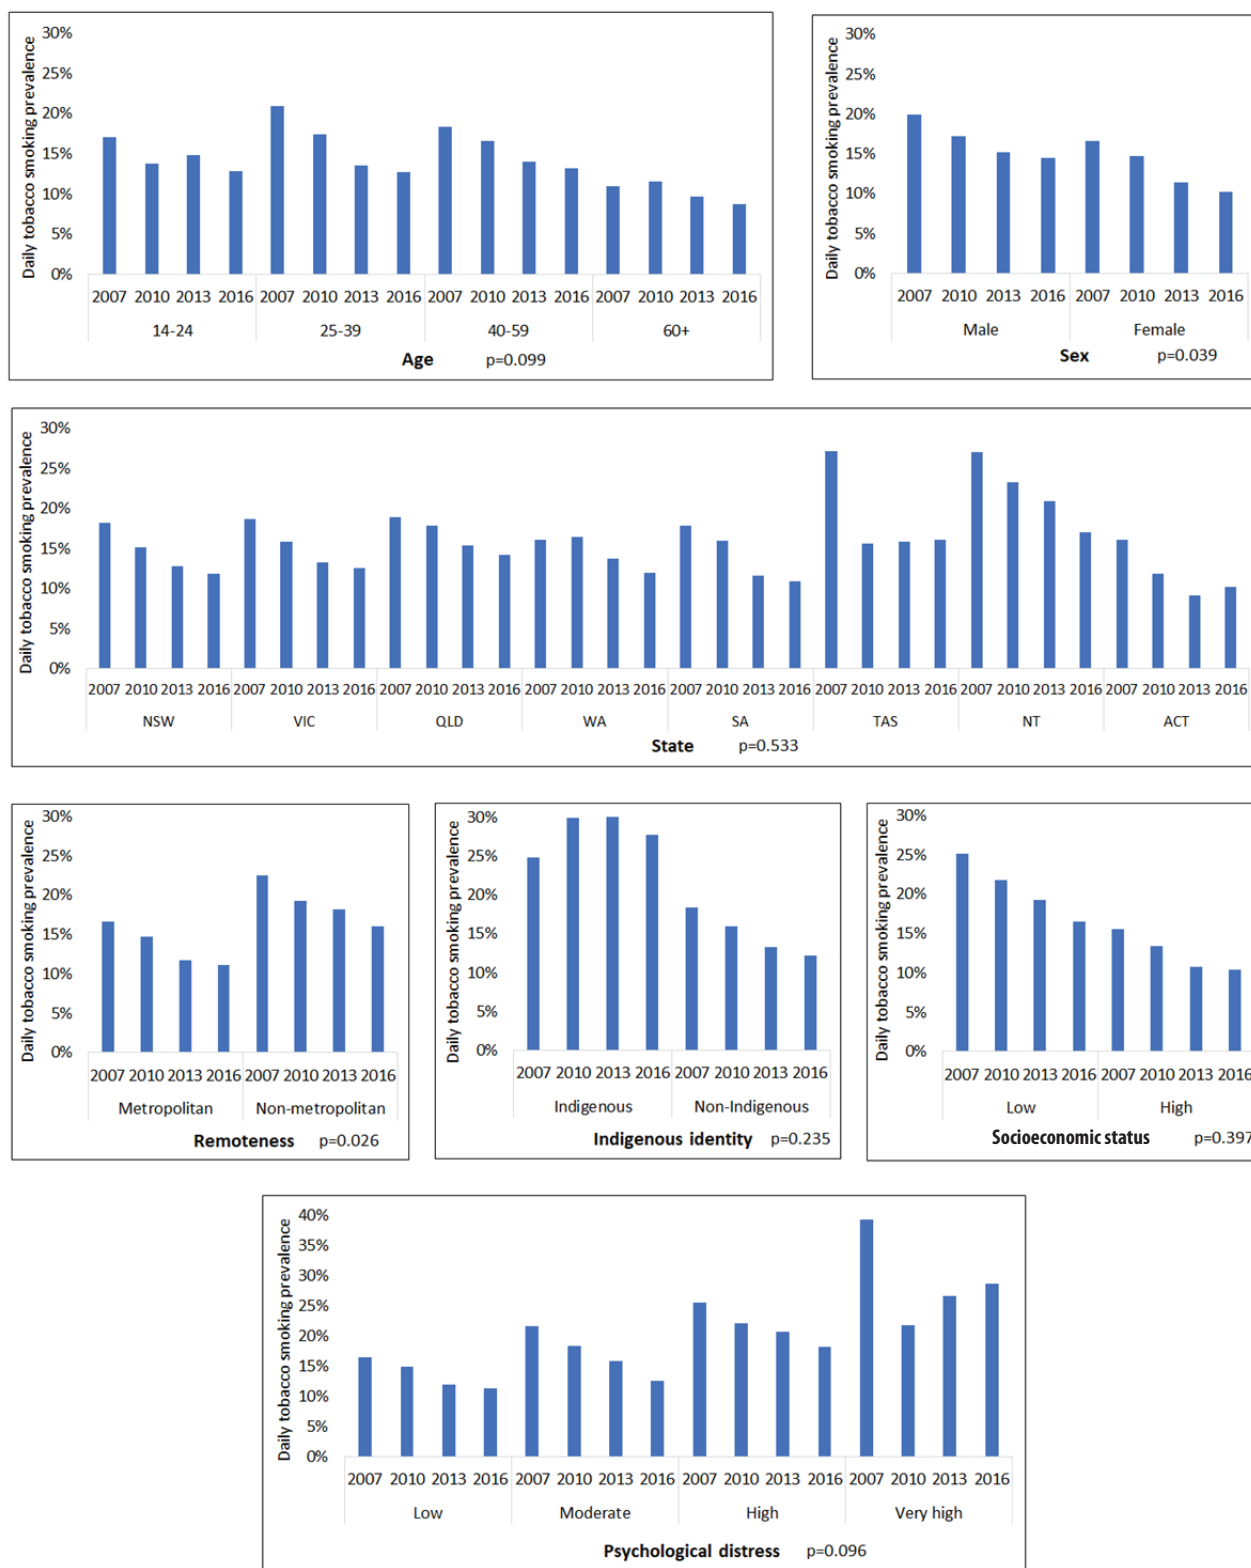 Daily tobacco smoking prevalence
30%
25%
20%
15%
10%
5%
0%
2007 2010 2013 2016 2007 2010 2013 2016 2007 2010 2013 2016 2007 2010 2013 2016
14-24 25-39 40-59 60+
Age p=0.099
Daily tobacco smoking prevalence
30%
25%
20%
15%
10%
5%
0%
2007 2010 2013 2016 2007 2010 2013 2016
Male Female
Sex p=0.039
Daily tobacco smoking prevalence
30%
25%
20%
15%
10%
5%
0%
2007 2010 2013 2016 2007 2010 2013 2016 2007 2010 2013 2016 2007 2010 2013 2016 2007 2010 2013 2016 2007 2010 2013 2016 2007 2010 2013 2016 2007 2010 2013 2016
NSW VIC QLD WA SA TAS NT ACT
State p=0.533
Daily tobacco smoking prevalence
30%
25%
20%
15%
10%
5%
0%
2007 2010 2013 2016 2007 2010 2013 2016
Metropolitan Non-metropolitan
Remoteness p=0.026
Daily tobacco smoking prevalence
30%
25%
20%
15%
10%
5%
0%
2007 2010 2013 2016 2007 2010 2013 2016
Indigenous Non-Indigenous
Indigenous identity p=0.235
Daily tobacco smoking prevalence
30%
25%
20%
15%
10%
5%
0%
2007 2010 2013 2016 2007 2010 2013 2016
Low High
Socioeconomic status p=0.397
Daily tobacco smoking prevalence
40%
35%
30%
25%
20%
15%
10%
5%
0%
2007 2010 2013 2016 2007 2010 2013 2016 2007 2010 2013 2016 2007 2010 2013 2016
Low Moderate High Very high
Psychological distress p=0.096